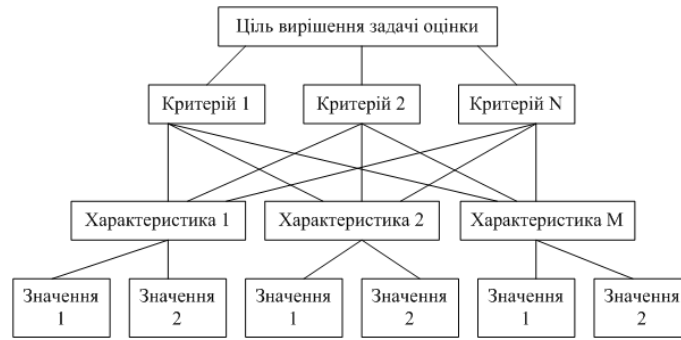 Ціль вирішення задачі оцінки
Критерій 1
Критерій 2
Критерій N
Характеристика 1
Характеристика 2
Характеристика М
Значення
1
Значення
2
Значення
1
Значення
2
Значення
1
Значення
2